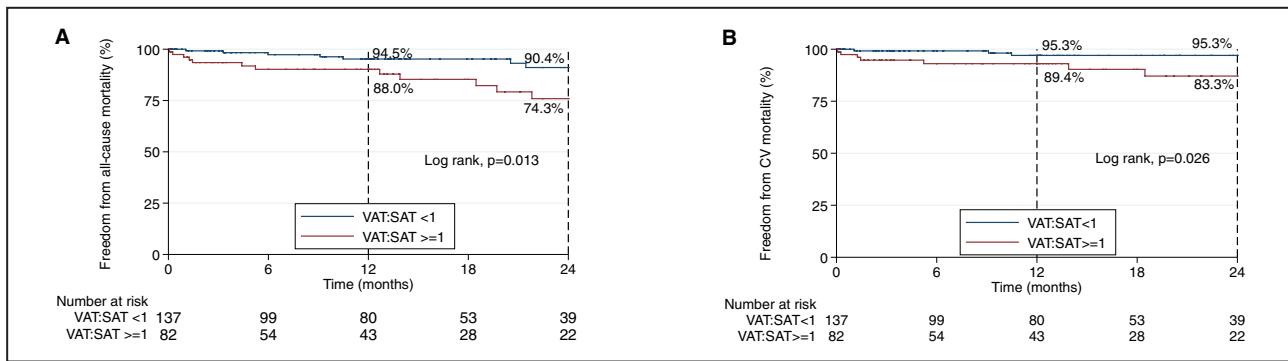 A
Freedom from all-cause mortality (%)
100
75
50
25
0
94.5%
90.4%
88.0%
74.3%
Log rank, p=0.013
VAT:SAT <1
VAT:SAT >=1
0 6 12 18 24
Time (months)
Number at risk
VAT:SAT <1 137 99 80 53 39
VAT:SAT >=1 82 54 43 28 22
B
Freedom from CV mortality (%)
100
75
50
25
0
95.3%
95.3%
89.4%
83.3%
Log rank, p=0.026
VAT:SAT<1
VAT:SAT>=1
0 6 12 18 24
Time (months)
Number at risk
VAT:SAT<1 137 99 80 53 39
VAT:SAT>=1 82 54 43 28 22